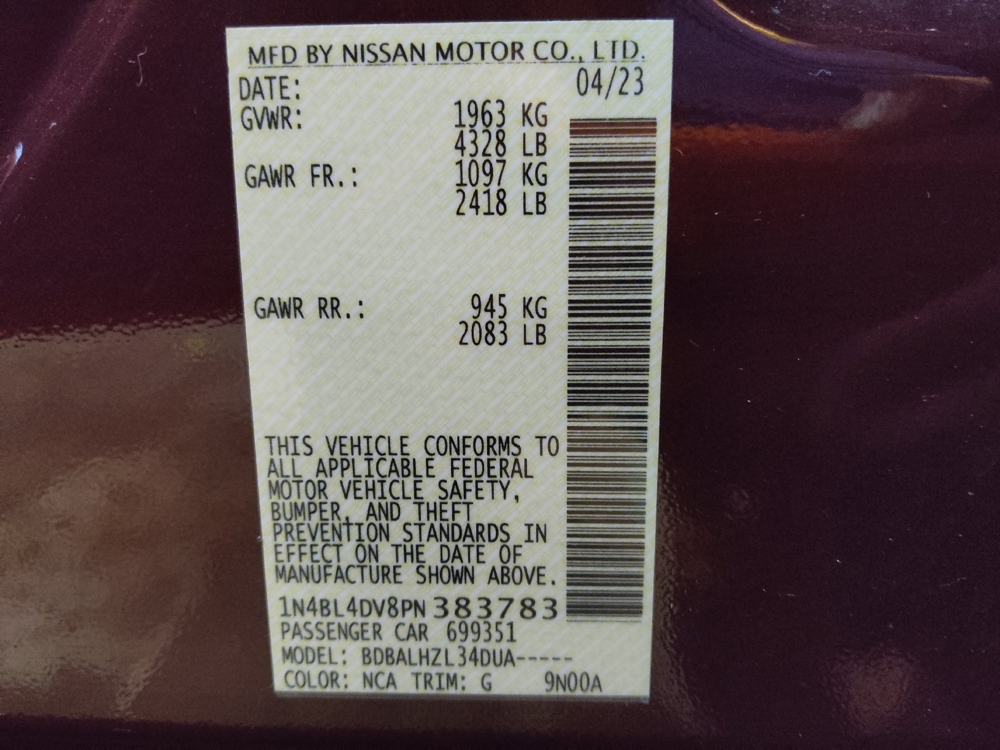 MFD BY NISSAN MOTOR CO., LTD.
DATE: 04/23
GVWR: 1963 KG
4328 LB
GAWR FR.: 1097 KG
2418 LB
GAWR RR.: 945 KG
2083 LB
THIS VEHICLE CONFORMS TO
ALL APPLICABLE FEDERAL
MOTOR VEHICLE SAFETY,
BUMPER, AND THEFT
PREVENTION STANDARDS IN
EFFECT ON THE DATE OF
MANUFACTURE SHOWN ABOVE.
1N4BL4DV8PN383783
PASSENGER CAR 699351
MODEL: BDBALHZL34DUA-----
COLOR: NCA TRIM: G 9N00A